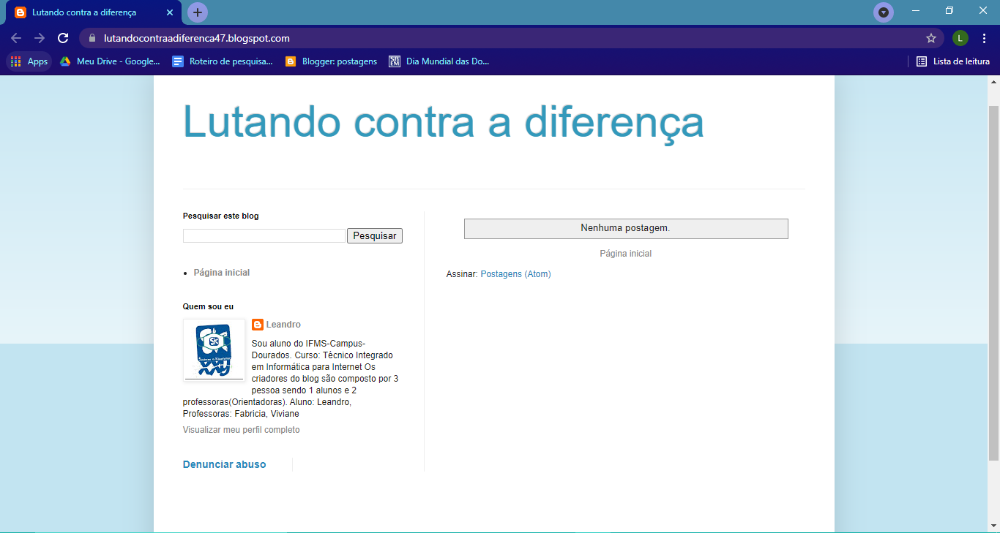 Lutando contra a diferença
lutandocontraadiferenca47.blogspot.com
L
Apps
Meu Drive - Google...
Roteiro de pesquisa...
Blogger: postagens
Dia Mundial das Do...
Lista de leitura
Lutando contra a diferença
Pesquisar este blog
Pesquisar
Página inicial
Quem sou eu
Leandro
Sou aluno do IFMS-Campus-
Dourados. Curso: Técnico Integrado
em Informática para Internet Os
criadores do blog são composto por 3
pessoa sendo 1 alunos e 2
professoras(Orientadoras). Aluno: Leandro,
Professoras: Fabricia, Viviane
Visualizar meu perfil completo
Denunciar abuso
Nenhuma postagem.
Página inicial
Assinar: Postagens (Atom)